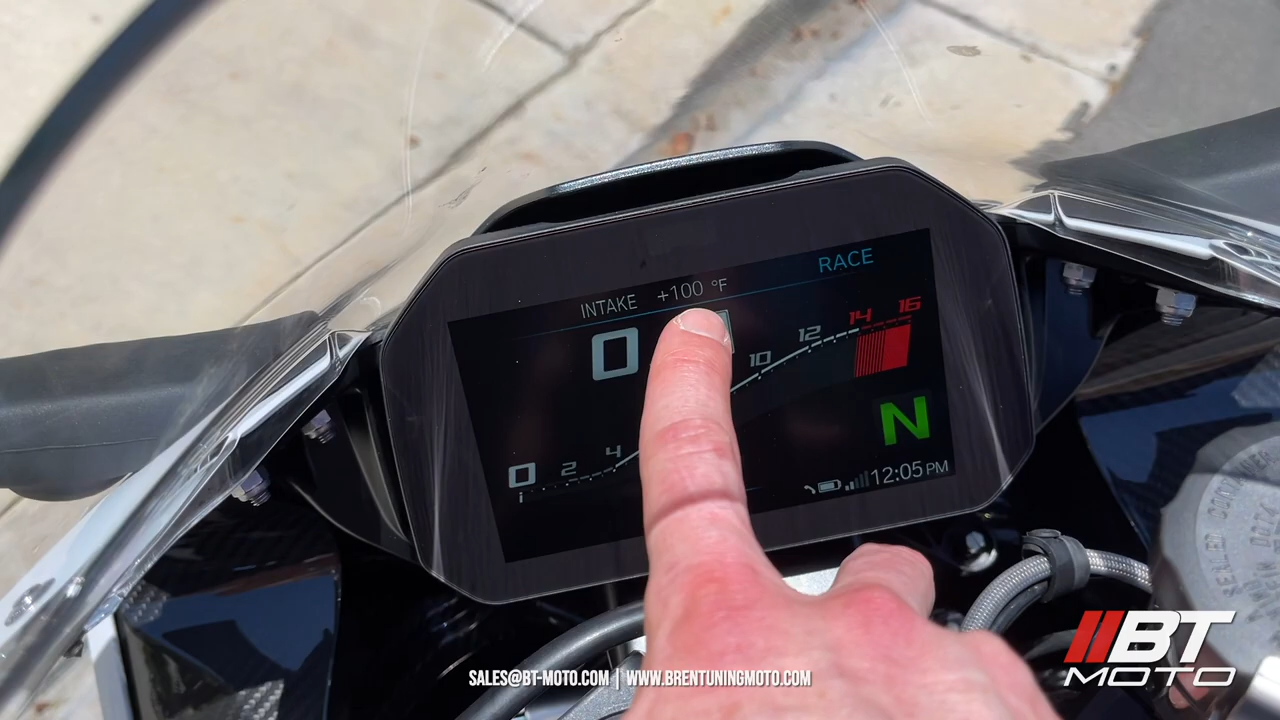 RACE
INTAKE +100 °F
0
0 2 4 10 12 14 16
N
12:05 PM
BT
MOTO
SALES@BT-MOTO.COM | WWW.BRENTUNINGMOTO.COM